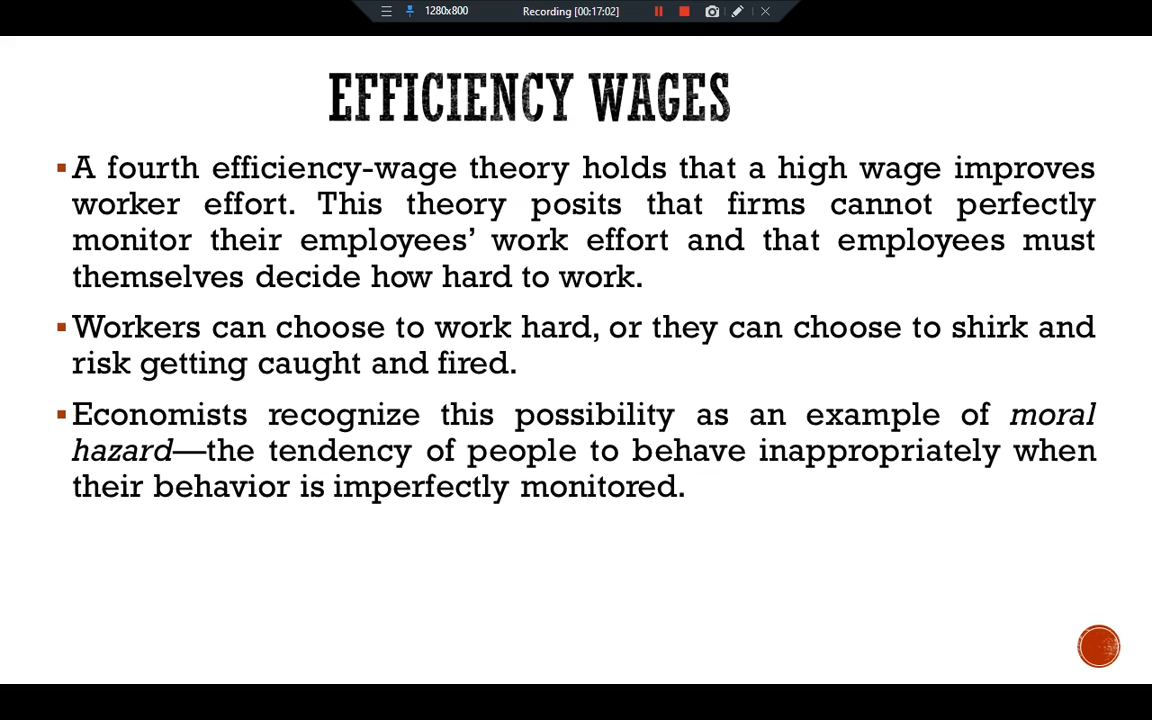 1280x800 Recording [00:17:02]
EFFICIENCY WAGES
▪A fourth efficiency-wage theory holds that a high wage improves
worker effort. This theory posits that firms cannot perfectly
monitor their employees’ work effort and that employees must
themselves decide how hard to work.
▪Workers can choose to work hard, or they can choose to shirk and
risk getting caught and fired.
▪Economists recognize this possibility as an example of moral
hazard—the tendency of people to behave inappropriately when
their behavior is imperfectly monitored.